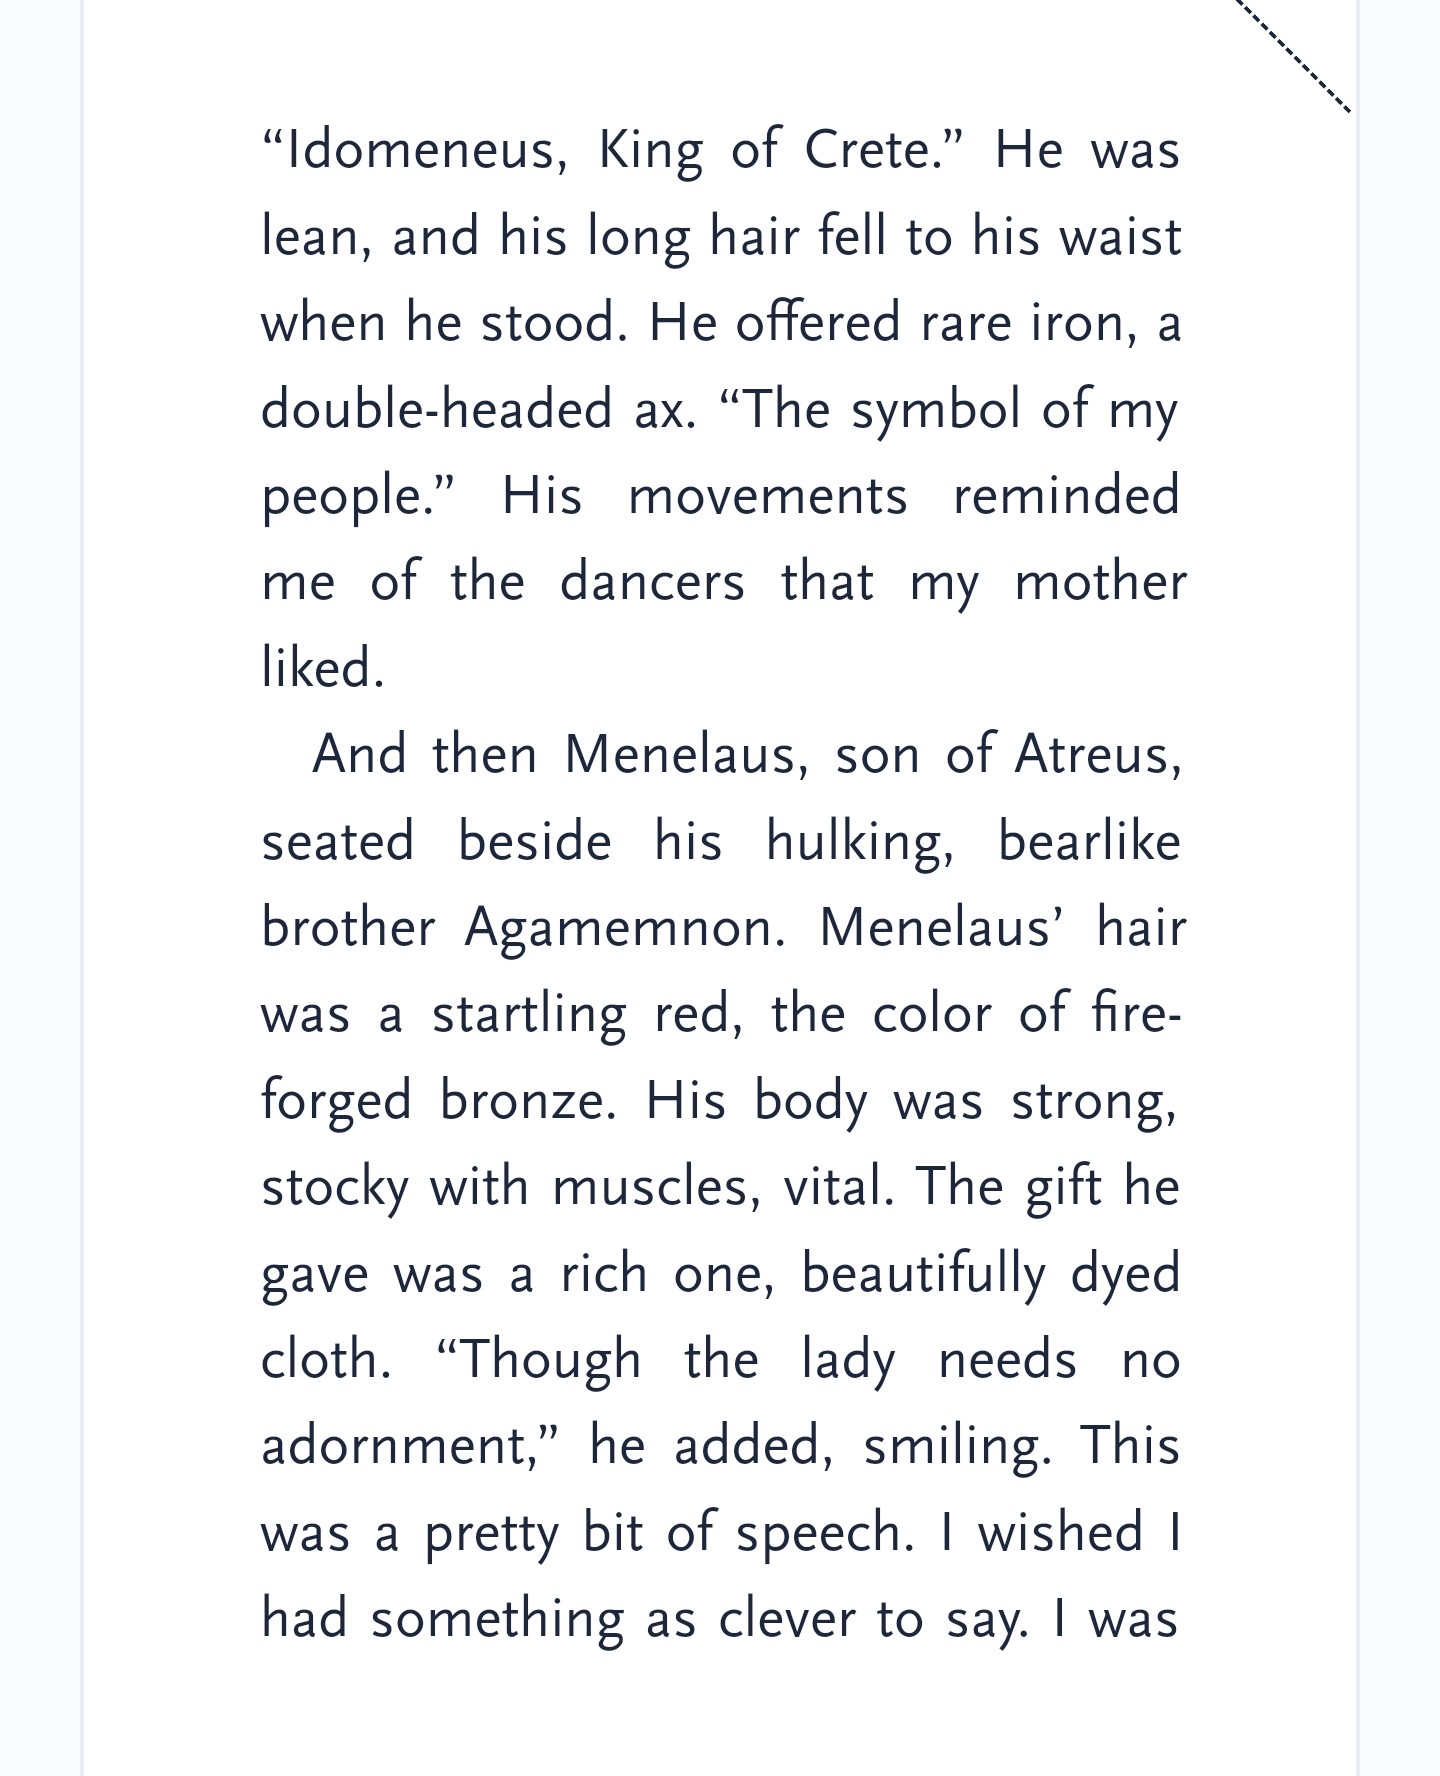 “Idomeneus, King of Crete.” He was
lean, and his long hair fell to his waist
when he stood. He offered rare iron, a
double-headed ax. “The symbol of my
people.” His movements reminded
me of the dancers that my mother
liked.
And then Menelaus, son of Atreus,
seated beside his hulking, bearlike
brother Agamemnon. Menelaus’ hair
was a startling red, the color of fire-
forged bronze. His body was strong,
stocky with muscles, vital. The gift he
gave was a rich one, beautifully dyed
cloth. “Though the lady needs no
adornment,” he added, smiling. This
was a pretty bit of speech. I wished I
had something as clever to say. I was